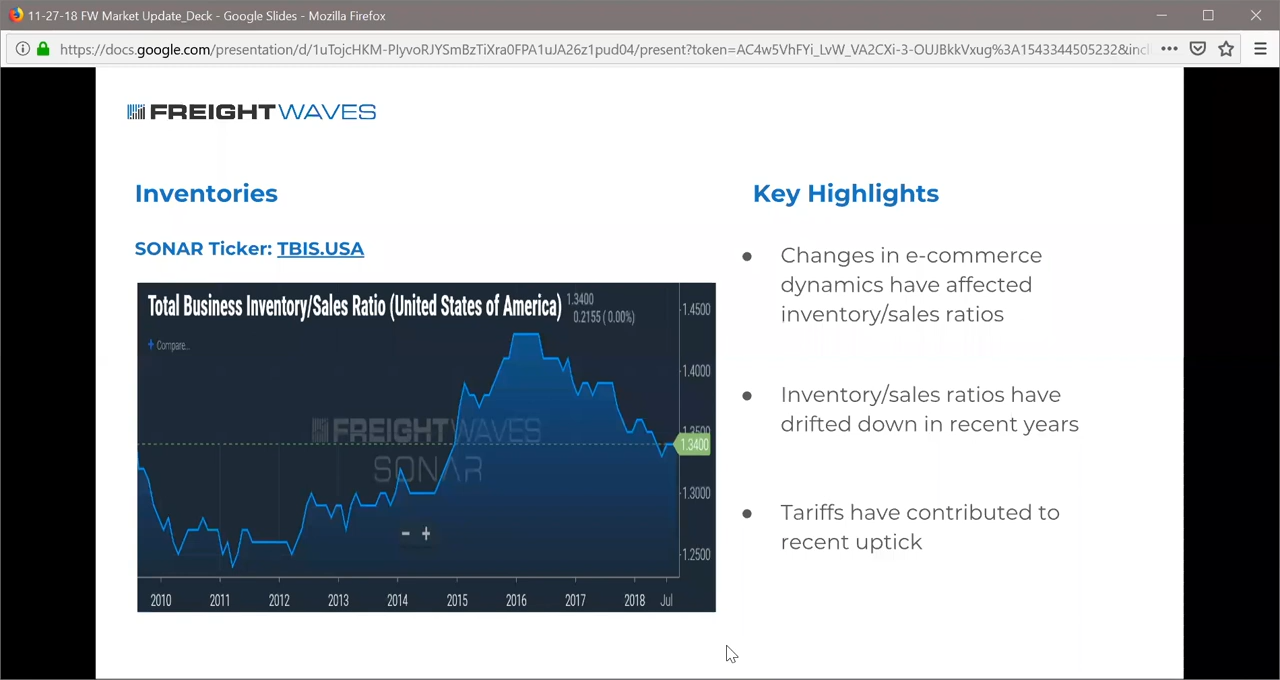 11-27-18 FW Market Update_Deck - Google Slides - Mozilla Firefox
https://docs.google.com/presentation/d/1uTojcHKM-PIyvoRJYSmBzTiXra0FPA1uJA26z1pud04/present?token=AC4w5VhFYi_LvW_VA2CXi-3-OUJBkkVxug%3A1543344505232&incl
FREIGHTWAVES
Inventories
SONAR Ticker: TBIS.USA
Total Business Inventory/Sales Ratio (United States of America)
1.3400
0.2155 ( 0.00%)
+ Compare...
1.4500
1.4000
1.3500
1.3400
1.3000
1.2500
FREIGHTWAVES
SONAR
- +
2010 2011 2012 2013 2014 2015 2016 2017 2018 Jul
Key Highlights
● Changes in e-commerce
dynamics have affected
inventory/sales ratios
● Inventory/sales ratios have
drifted down in recent years
● Tariffs have contributed to
recent uptick